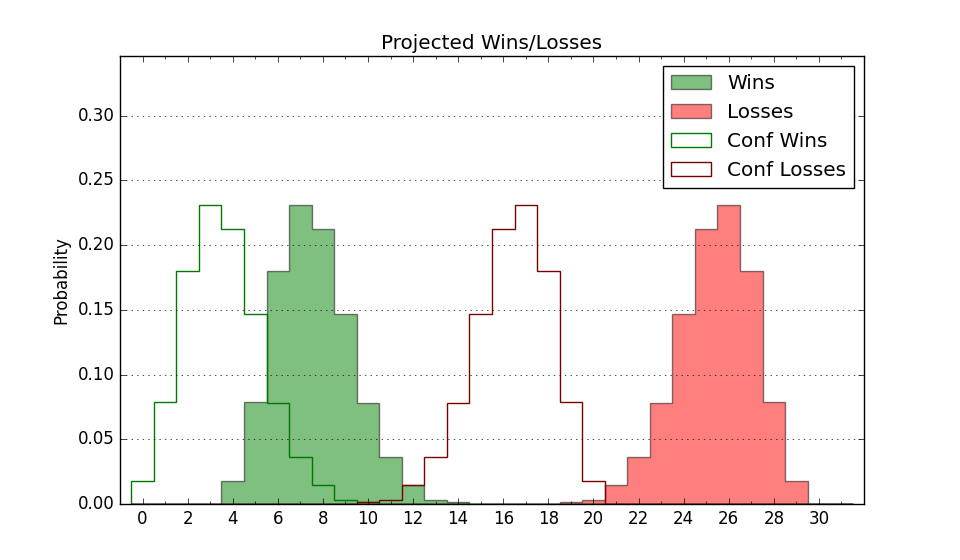 Projected Wins/Losses
Wins
Losses
Conf Wins
Conf Losses
Probability
0.30
0.25
0.20
0.15
0.10
0.05
0.00
0 2 4 6 8 10 12 14 16 18 20 22 24 26 28 30